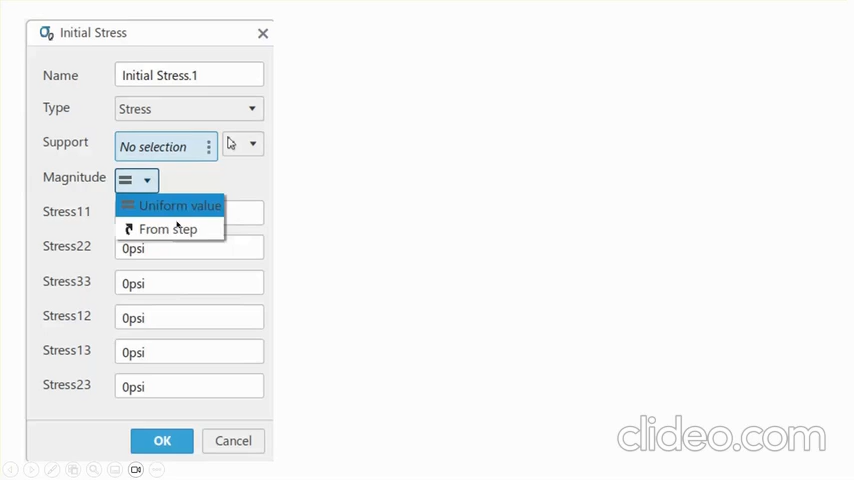 Initial Stress
Name Initial Stress.1
Type Stress
Support No selection
Magnitude
Uniform value
Stress11
From step
Stress22 0psi
Stress33 0psi
Stress12 0psi
Stress13 0psi
Stress23 0psi
OK Cancel
clideo.com